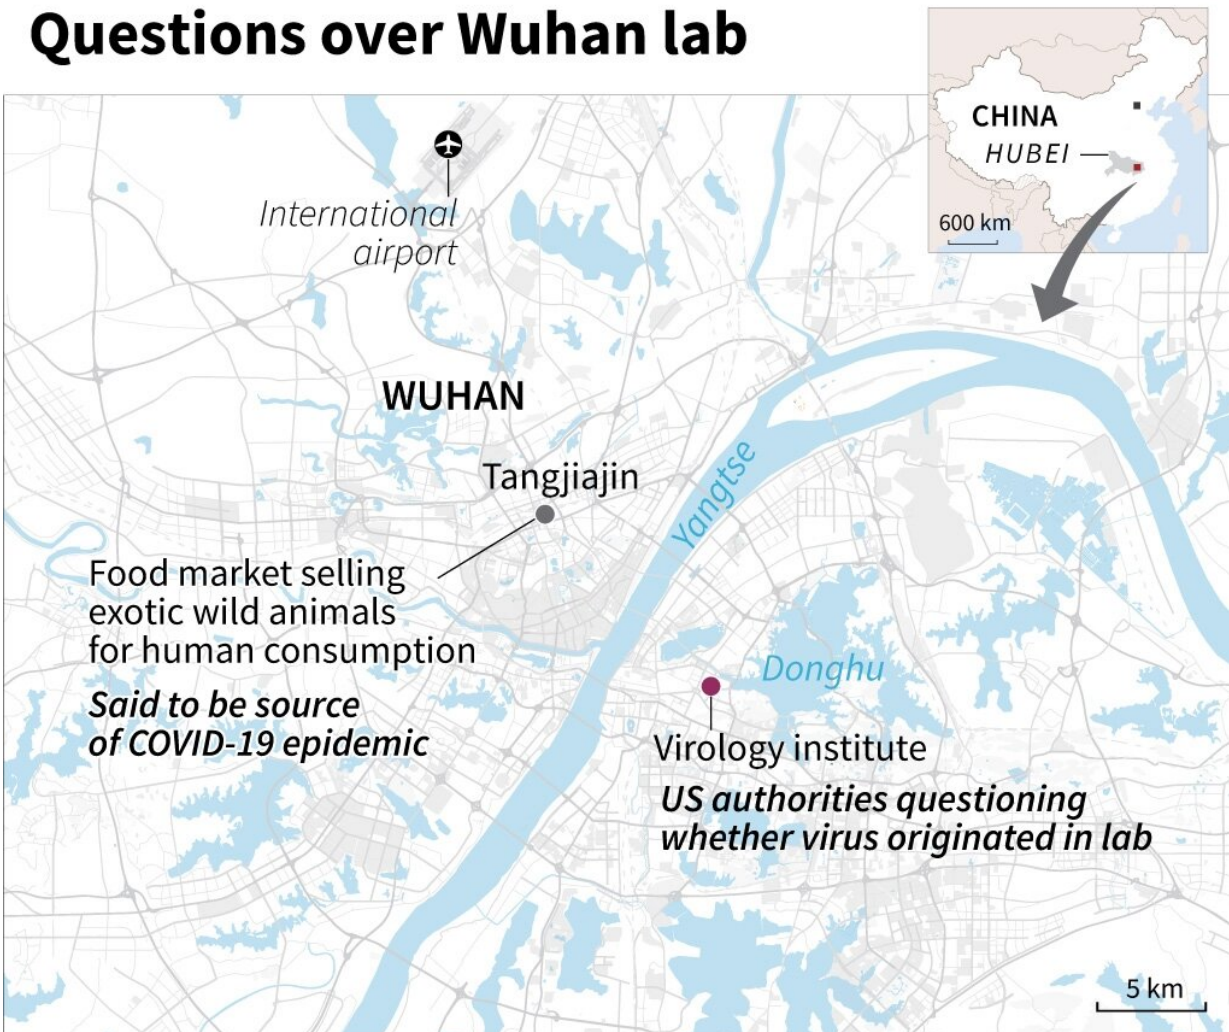 Questions over Wuhan lab
CHINA
HUBEI
600 km
International
airport
WUHAN
Tangjiajin
Yangtse
Food market selling
exotic wild animals
for human consumption
Said to be source
of COVID-19 epidemic
Donghu
Virology institute
US authorities questioning
whether virus originated in lab
5 km